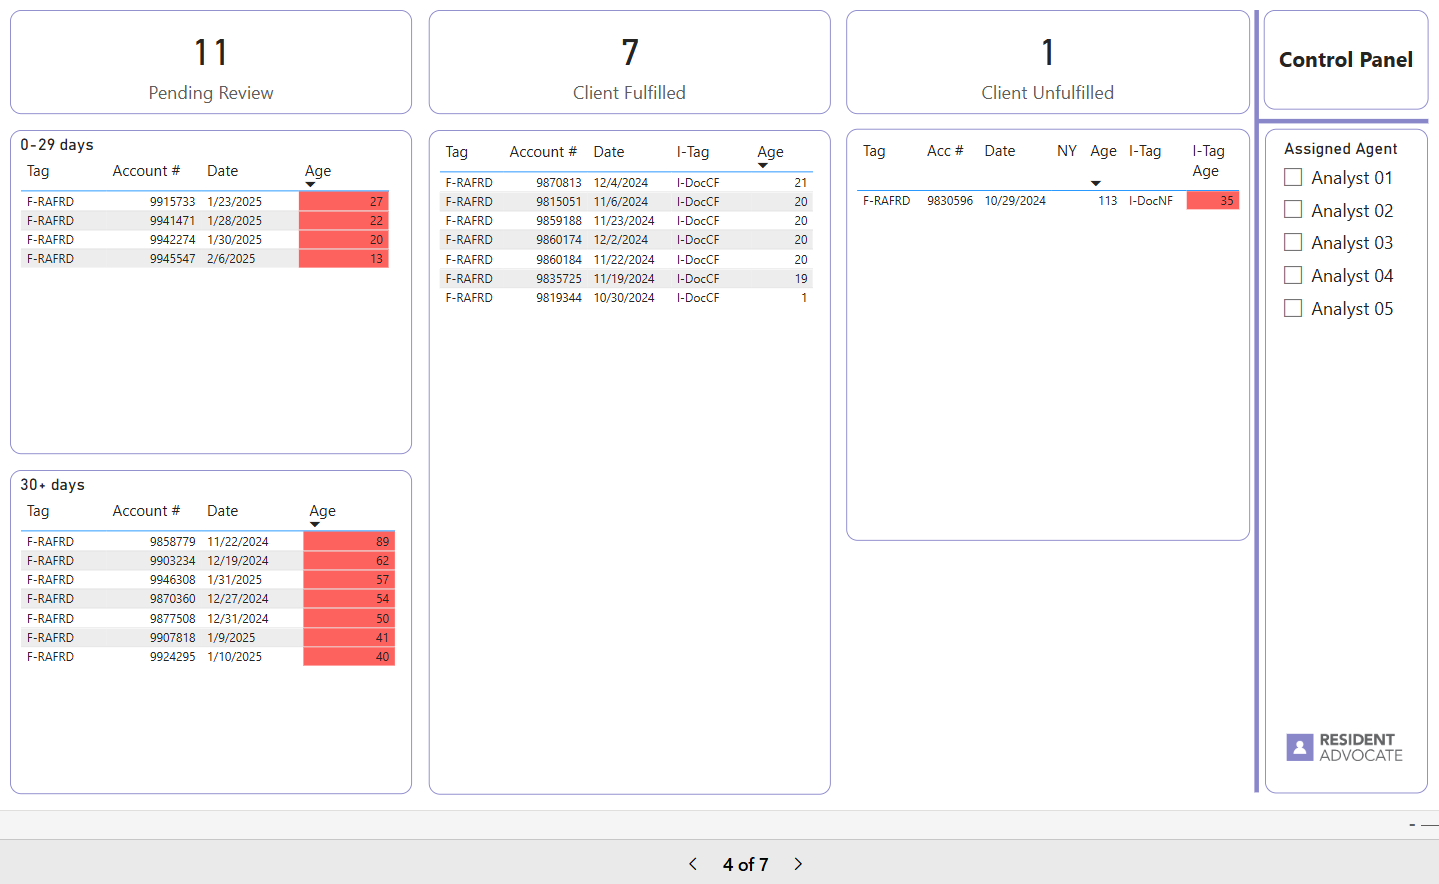 11
Pending Review
7
Client Fulfilled
1
Client Unfulfilled
Control Panel
0-29 days
Tag Account # Date Age
F-RAFRD 9915733 1/23/2025 27
F-RAFRD 9941471 1/28/2025 22
F-RAFRD 9942274 1/30/2025 20
F-RAFRD 9945547 2/6/2025 13
30+ days
Tag Account # Date Age
F-RAFRD 9858779 11/22/2024 89
F-RAFRD 9903234 12/19/2024 62
F-RAFRD 9946308 1/31/2025 57
F-RAFRD 9870360 12/27/2024 54
F-RAFRD 9877508 12/31/2024 50
F-RAFRD 9907818 1/9/2025 41
F-RAFRD 9924295 1/10/2025 40
Tag Account # Date I-Tag Age
F-RAFRD 9870813 12/4/2024 I-DocCF 21
F-RAFRD 9815051 11/6/2024 I-DocCF 20
F-RAFRD 9859188 11/23/2024 I-DocCF 20
F-RAFRD 9860174 12/2/2024 I-DocCF 20
F-RAFRD 9860184 11/22/2024 I-DocCF 20
F-RAFRD 9835725 11/19/2024 I-DocCF 19
F-RAFRD 9819344 10/30/2024 I-DocCF 1
Tag Acc # Date NY Age I-Tag I-Tag
Age
F-RAFRD 9830596 10/29/2024 113 I-DocNF 35
Assigned Agent
Analyst 01
Analyst 02
Analyst 03
Analyst 04
Analyst 05
RESIDENT
ADVOCATE
4 of 7